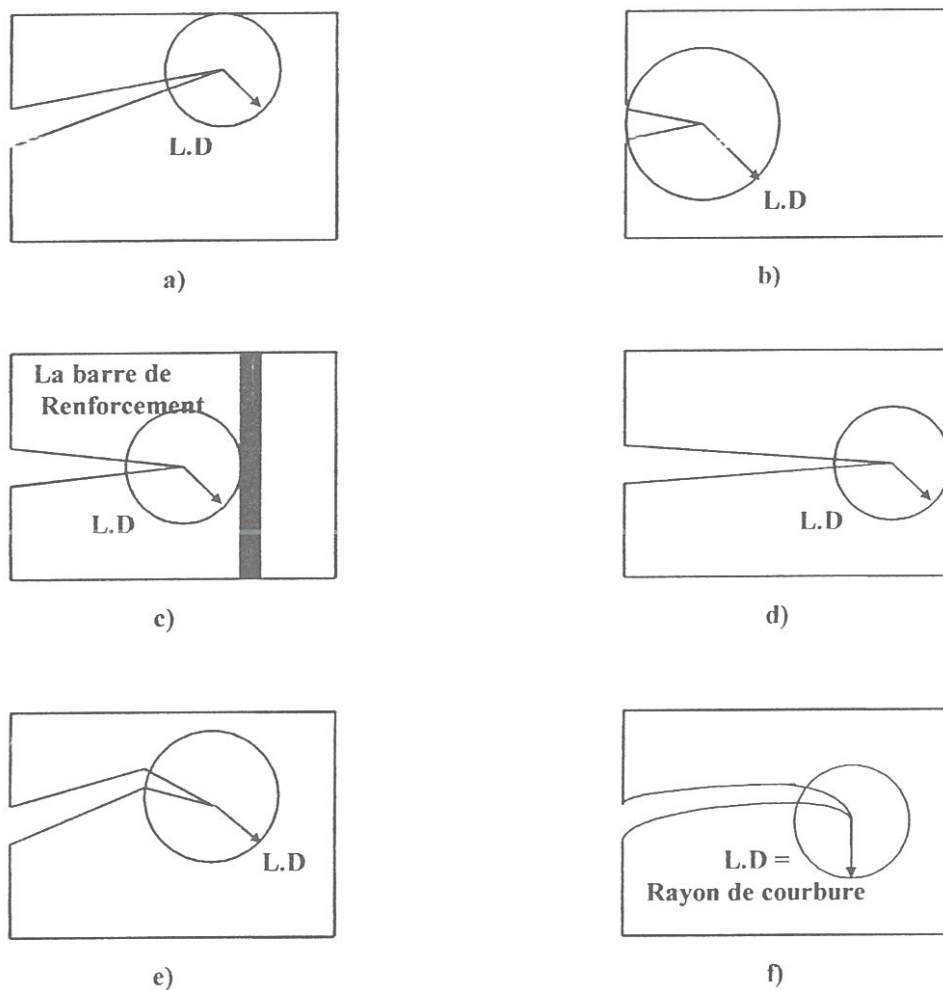 L.D
a)
L.D
b)
La barre de
Renforcement
L.D
c)
L.D
d)
L.D
e)
L.D =
Rayon de courbure
f)